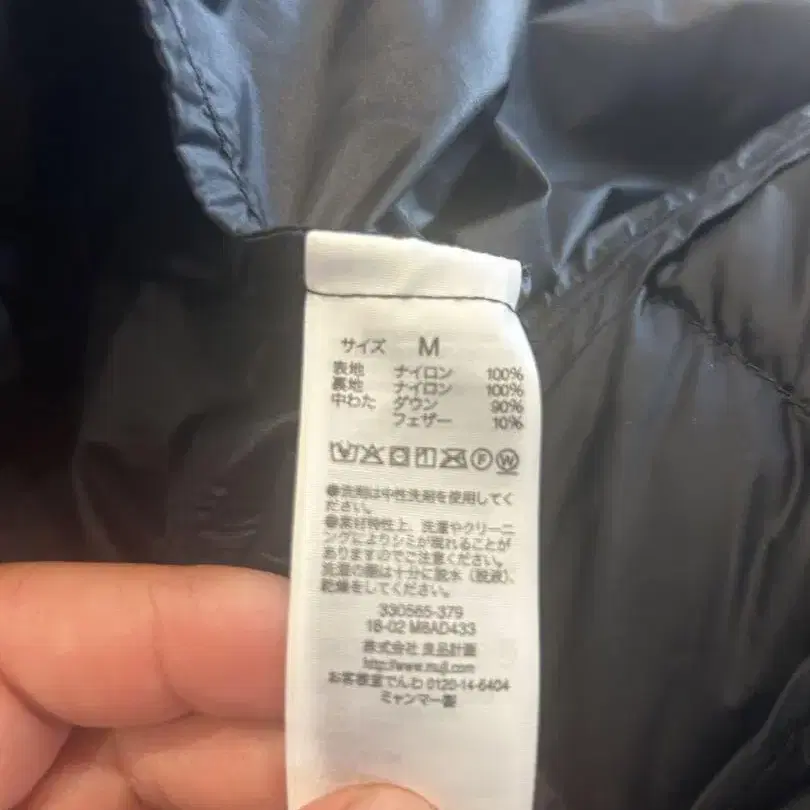 サイズ M
表地 ナイロン 100%
裏地 ナイロン 100%
中わた ダウン 90%
フェザー 10%
F W
●洗剤は中性洗剤を使用してく
ださい。
●素材特性上、洗濯やクリーニ
ングによりシミが現れることが
ありますのでご注意ください。
洗濯の際は十分に脱水（脱液）、
乾燥をしてください。
330565-379
18-02 M8AD433
株式会社 良品計画
http://www.muji.com
お客様室でんわ 0120-14-6404
ミャンマー製